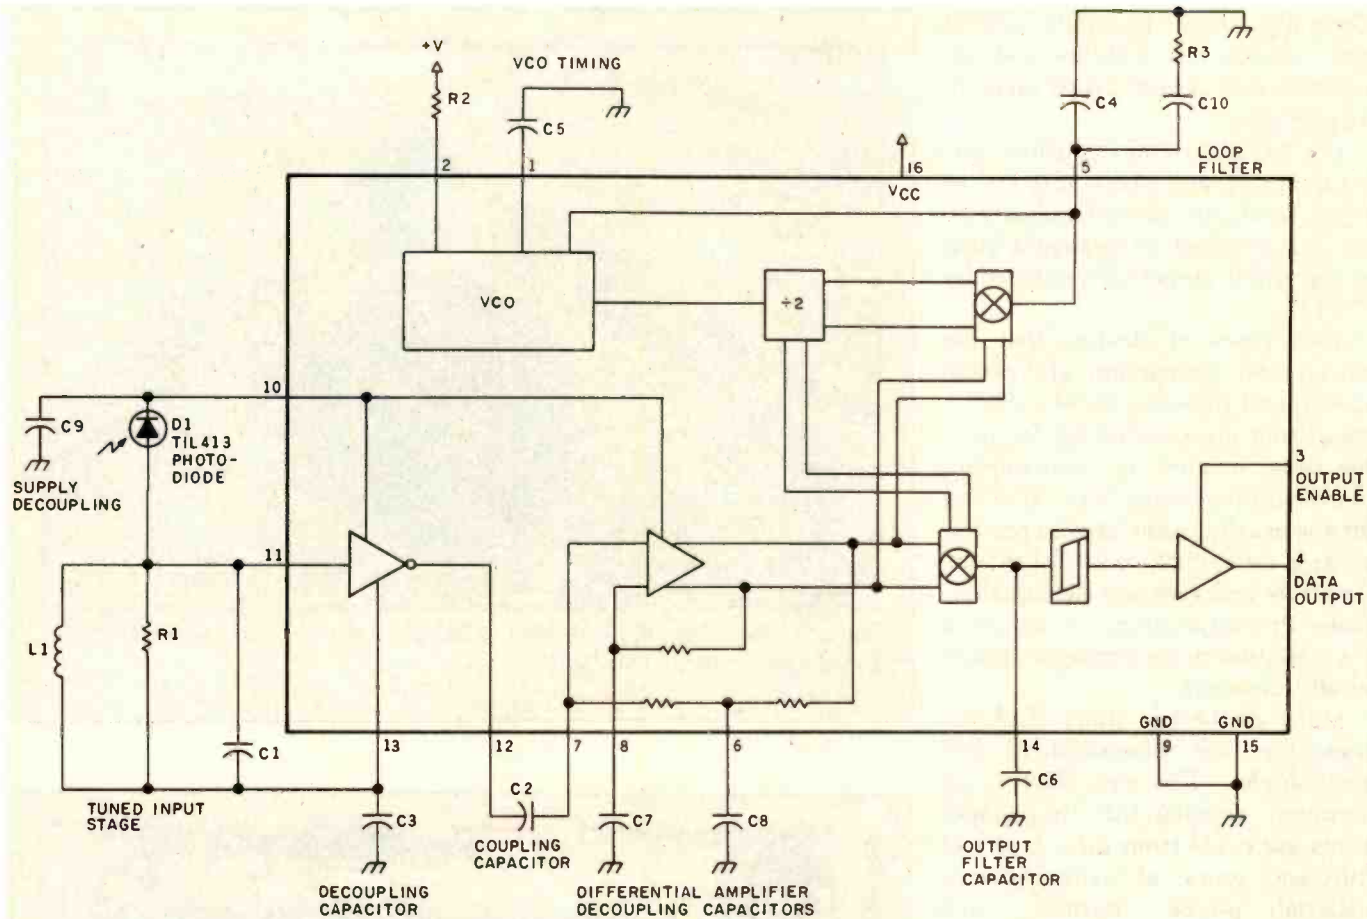 +V
R2
VCO TIMING
C5
2
1
R3
C4
C10
16
VCC
5
LOOP
FILTER
VCO
÷2
10
C9
D1
TIL413
PHOTO-
DIODE
SUPPLY
DECOUPLING
3
OUTPUT
ENABLE
11
4
DATA
OUTPUT
L1
R1
C1
13
12
7
8
6
14
GND
9
GND
15
TUNED INPUT
STAGE
C3
C2
C7
C8
C6
COUPLING
CAPACITOR
OUTPUT
FILTER
CAPACITOR
DECOUPLING
CAPACITOR
DIFFERENTIAL AMPLIFIER
DECOUPLING CAPACITORS